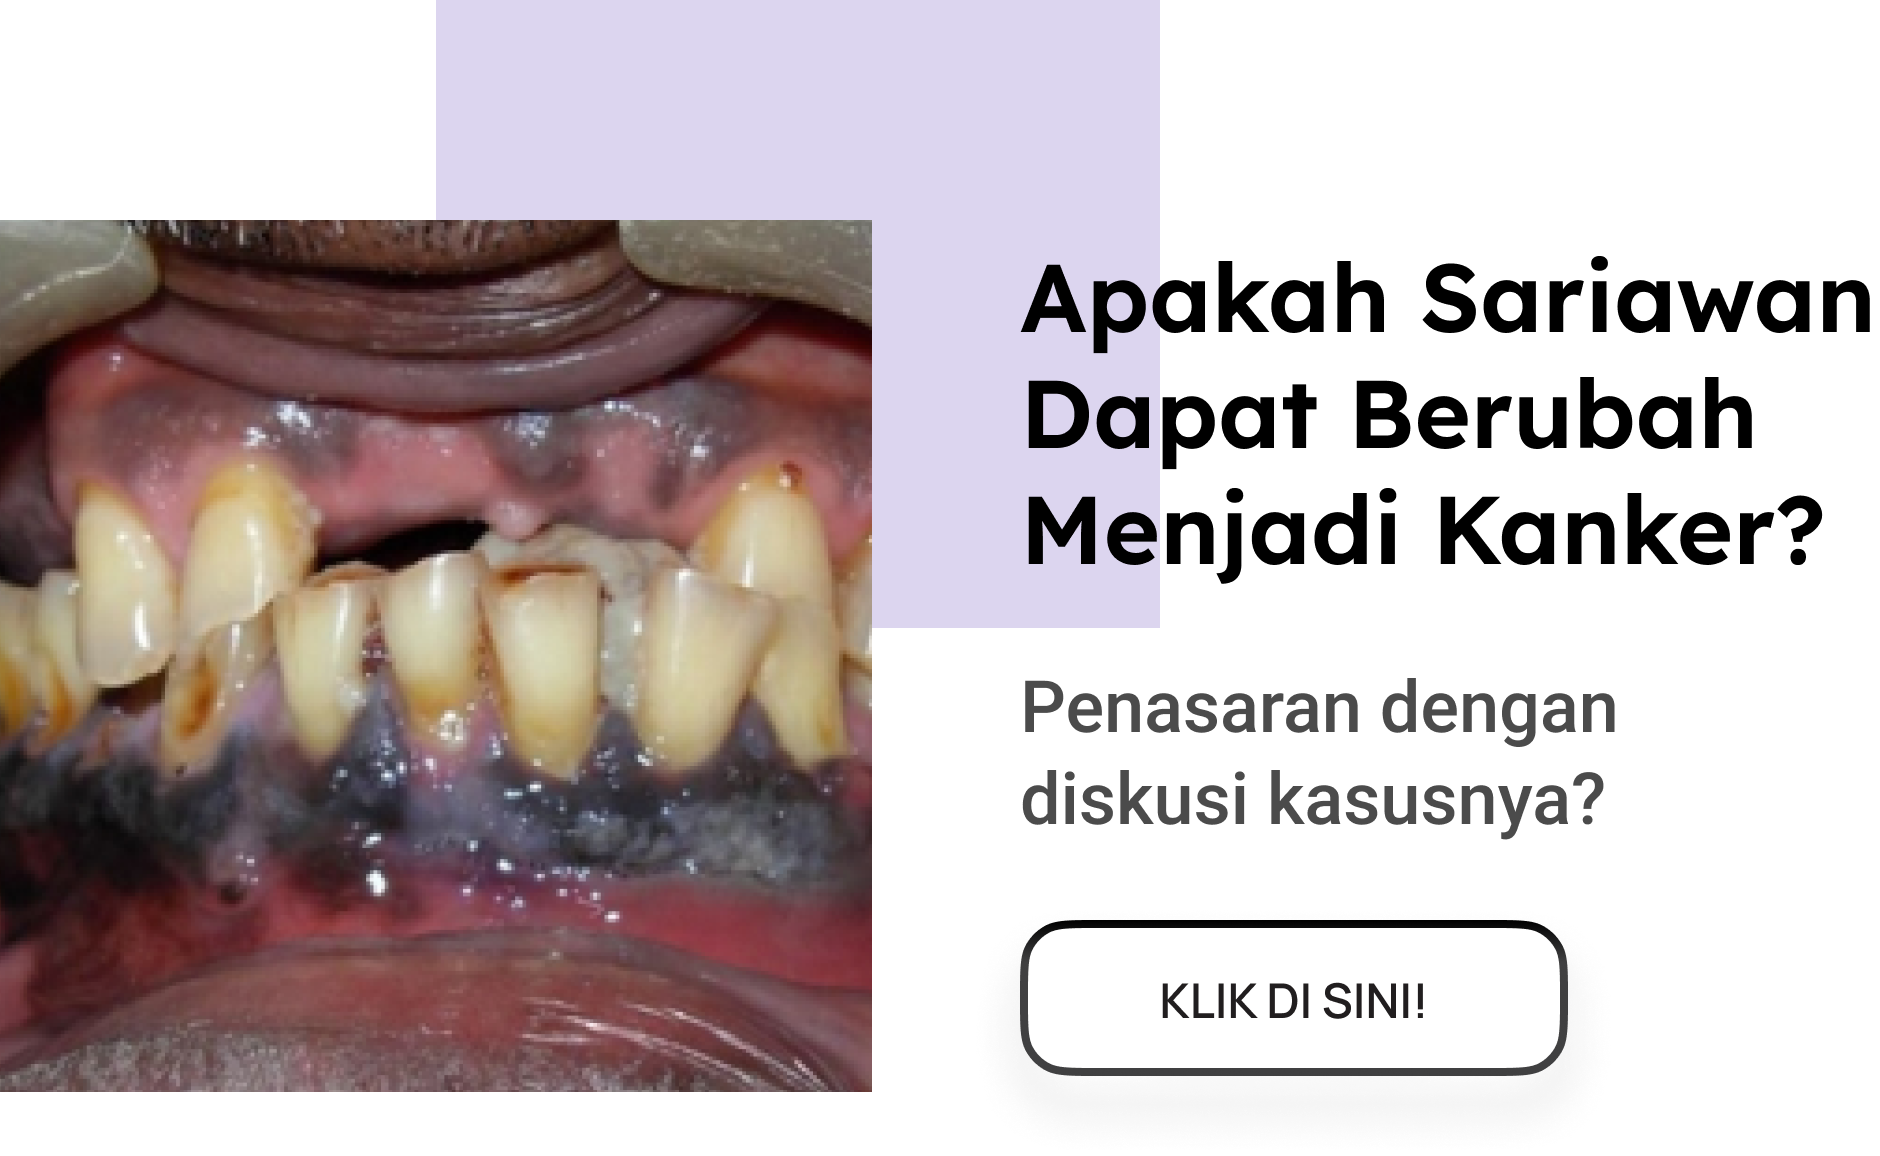 Apakah Sariawan
Dapat Berubah
Menjadi Kanker?
Penasaran dengan
diskusi kasusnya?
KLIK DI SINI!